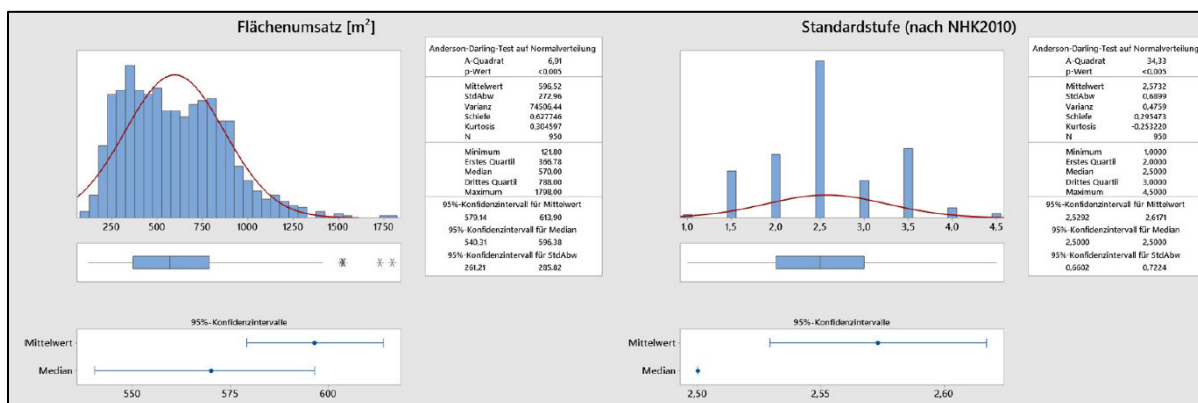 Flächenumsatz [m²]
Anderson-Darling-Test auf Normalverteilung
A-Quadrat 6,91
p-Wert <0,005
Mittelwert 596,52
StdAbw 272,96
Varianz 74506,44
Schiefe 0,627746
Kurtosis 0,304597
N 950
Minimum 121,80
Erstes Quartil 366,78
Median 570,00
Drittes Quartil 788,00
Maximum 1798,00
95%-Konfidenzintervall für Mittelwert
579,14 613,90
95%-Konfidenzintervall für Median
540,31 596,38
95%-Konfidenzintervall für StdAbw
261,21 285,82
250 500 750 1000 1250 1500 1750
95%-Konfidenzintervalle
Mittelwert
Median
550 575 600
Standardstufe (nach NHK2010)
Anderson-Darling-Test auf Normalverteilung
A-Quadrat 34,33
p-Wert <0,005
Mittelwert 2,5732
StdAbw 0,6899
Varianz 0,4759
Schiefe 0,295473
Kurtosis -0,253220
N 950
Minimum 1,0000
Erstes Quartil 2,0000
Median 2,5000
Drittes Quartil 3,0000
Maximum 4,5000
95%-Konfidenzintervall für Mittelwert
2,5292 2,6171
95%-Konfidenzintervall für Median
2,5000 2,5000
95%-Konfidenzintervall für StdAbw
0,6602 0,7224
1,0 1,5 2,0 2,5 3,0 3,5 4,0 4,5
95%-Konfidenzintervalle
Mittelwert
Median
2,50 2,55 2,60